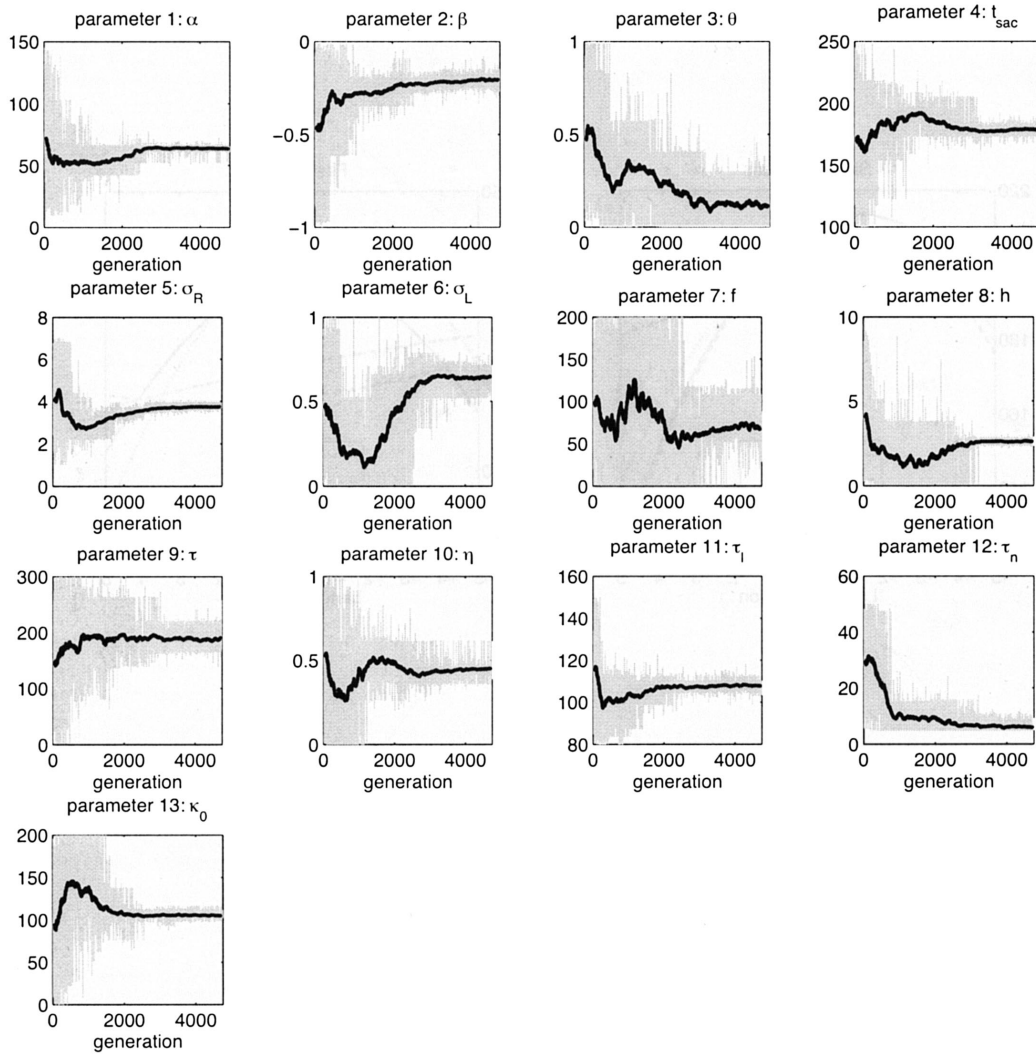 parameter 1: α
150
100
50
0
0 2000 4000
generation
parameter 2: β
0
−0.5
−1
0 2000 4000
generation
parameter 3: θ
1
0.5
0
0 2000 4000
generation
parameter 4: t_sac
250
200
150
100
0 2000 4000
generation
parameter 5: σ_R
8
6
4
2
0
0 2000 4000
generation
parameter 6: σ_L
1
0.5
0
0 2000 4000
generation
parameter 7: f
200
150
100
50
0
0 2000 4000
generation
parameter 8: h
10
5
0
0 2000 4000
generation
parameter 9: τ
300
200
100
0
0 2000 4000
generation
parameter 10: η
1
0.5
0
0 2000 4000
generation
parameter 11: τ_l
160
140
120
100
80
0 2000 4000
generation
parameter 12: τ_n
60
40
20
0
0 2000 4000
generation
parameter 13: κ_0
200
150
100
50
0
0 2000 4000
generation